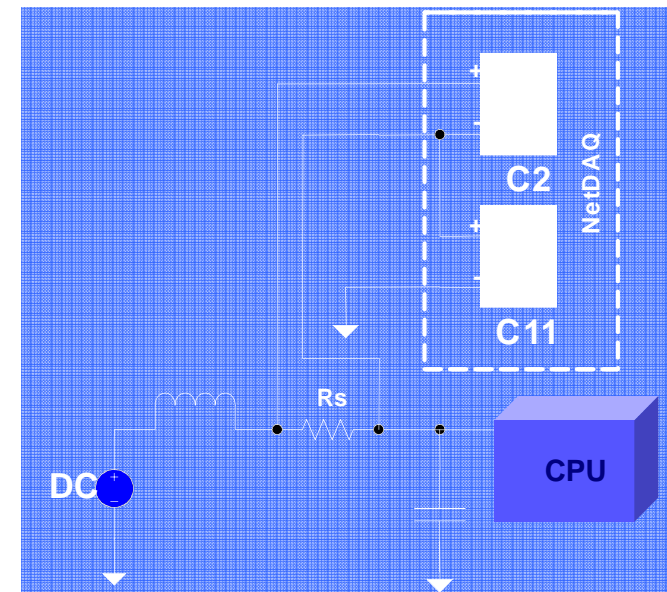 +
-
C2
NetDAQ
+
-
C11
Rs
DC
+
–
CPU